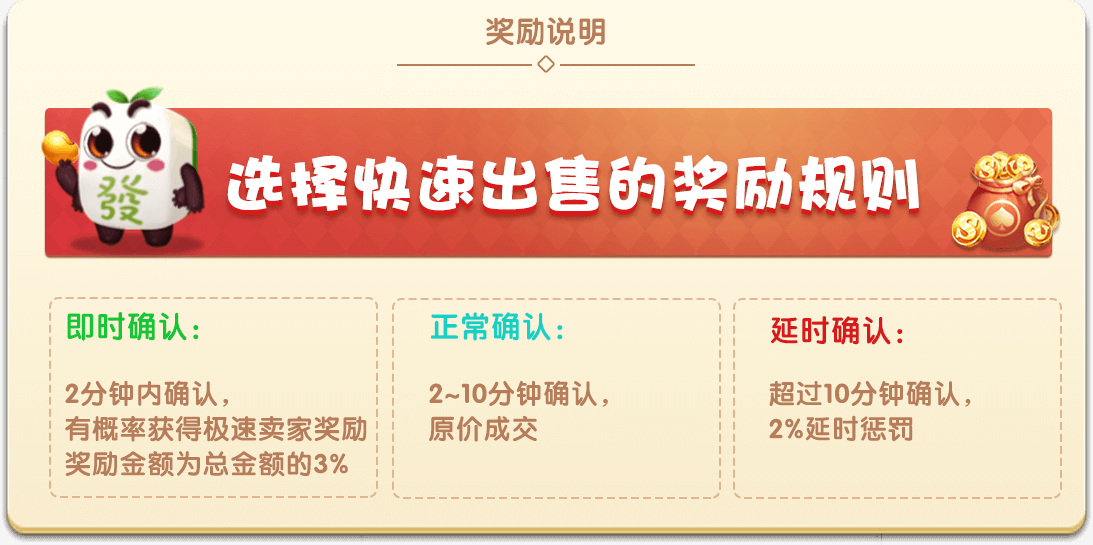 奖励说明
發
选择快速出售的奖励规则
即时确认：
2分钟内确认，
有概率获得极速卖家奖励
奖励金额为总金额的3%
正常确认：
2~10分钟确认，
原价成交
延时确认：
超过10分钟确认，
2%延时惩罚